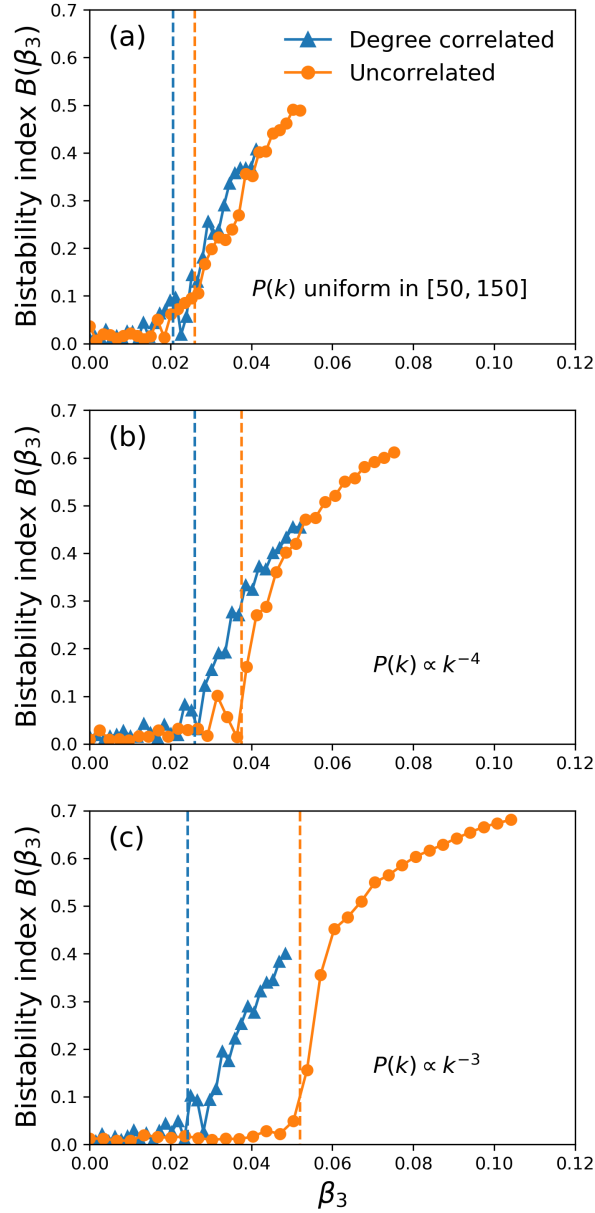 (a)
Degree correlated
Uncorrelated
P(k) uniform in [50, 150]
Bistability index B(β₃)
0.7
0.6
0.5
0.4
0.3
0.2
0.1
0.0
0.00 0.02 0.04 0.06 0.08 0.10 0.12
(b)
P(k) ∝ k⁻⁴
Bistability index B(β₃)
0.7
0.6
0.5
0.4
0.3
0.2
0.1
0.0
0.00 0.02 0.04 0.06 0.08 0.10 0.12
(c)
P(k) ∝ k⁻³
Bistability index B(β₃)
0.7
0.6
0.5
0.4
0.3
0.2
0.1
0.0
0.00 0.02 0.04 0.06 0.08 0.10 0.12
β₃